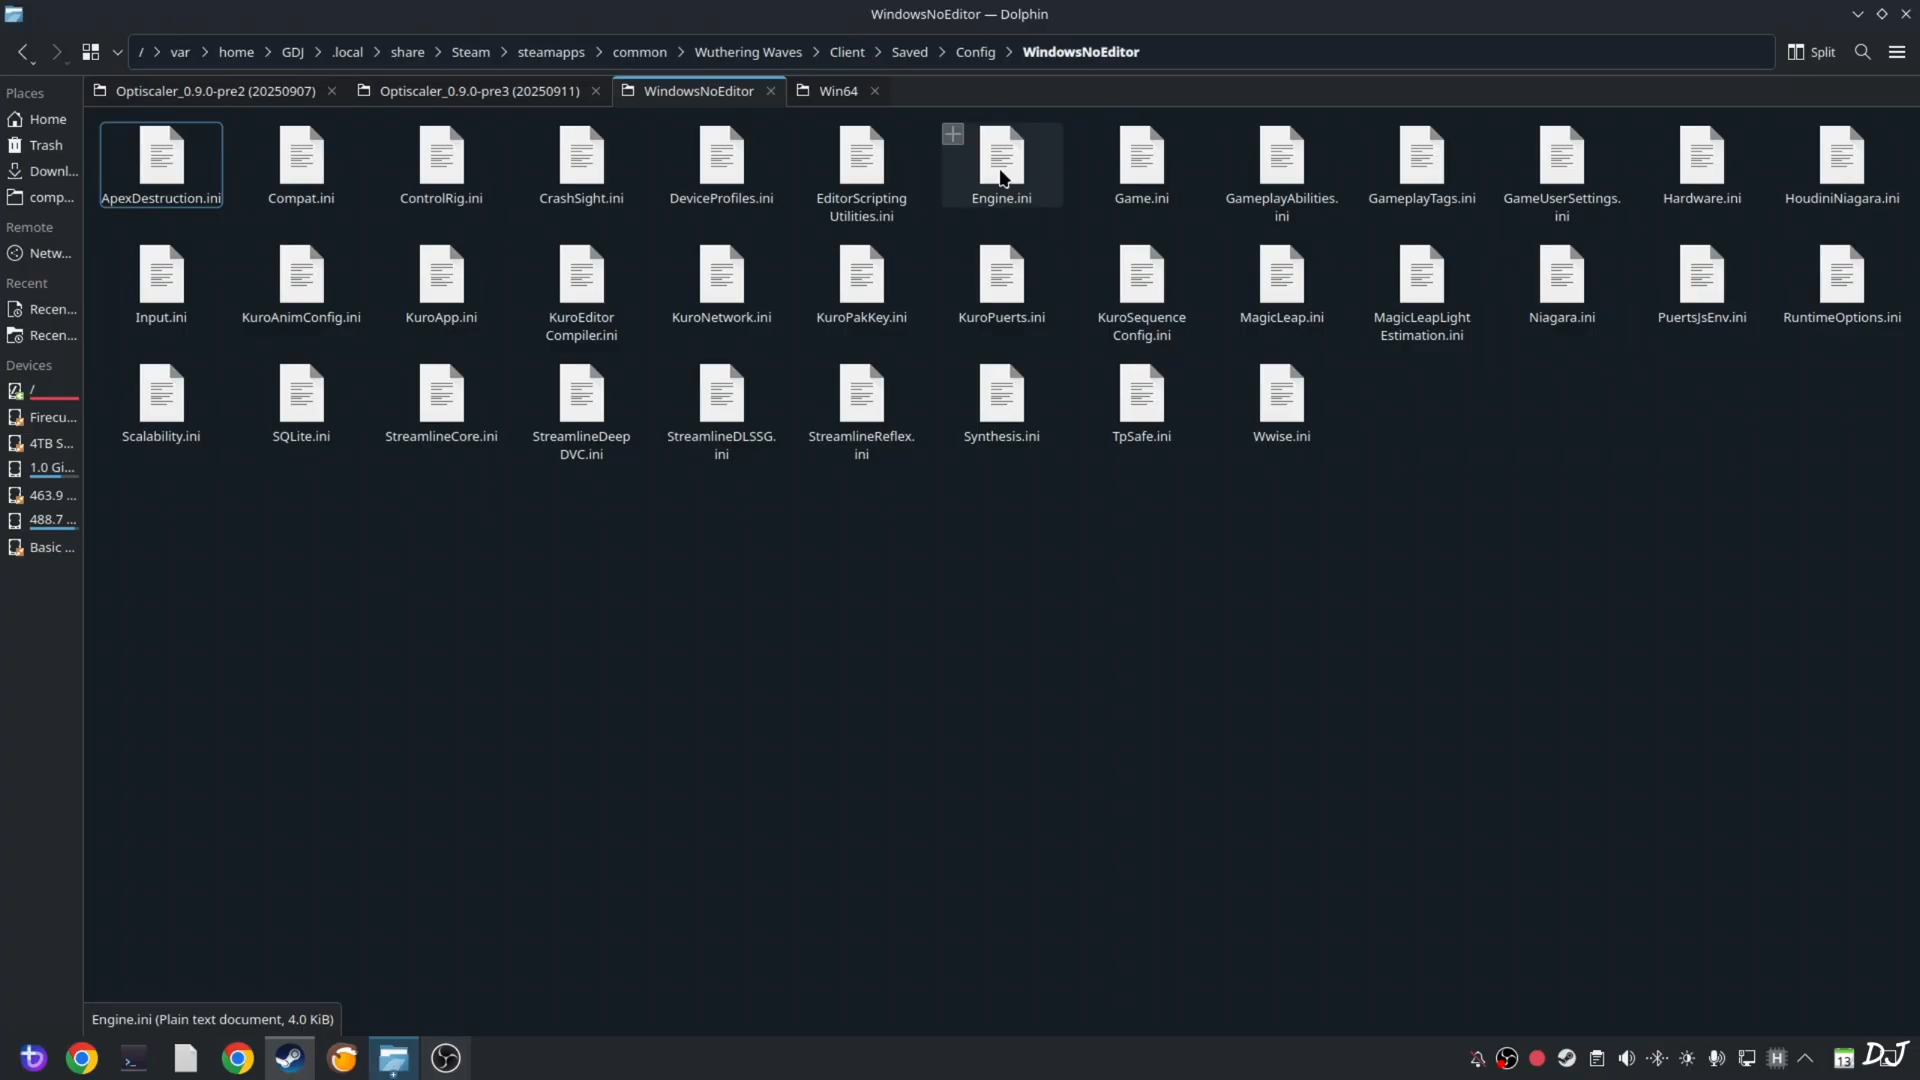 WindowsNoEditor — Dolphin
/ > var > home > GDJ > .local > share > Steam > steamapps > common > Wuthering Waves > Client > Saved > Config > WindowsNoEditor
Split
Optiscaler_0.9.0-pre2 (20250907)
Optiscaler_0.9.0-pre3 (20250911)
WindowsNoEditor
Win64
Places
Home
Trash
Downl...
comp...
Remote
Netw...
Recent
Recen...
Recen...
Devices
/
Firecu...
4TB S...
1.0 Gi...
463.9 ...
488.7 ...
Basic ...
ApexDestruction.ini
Compat.ini
ControlRig.ini
CrashSight.ini
DeviceProfiles.ini
EditorScripting
Utilities.ini
Engine.ini
Game.ini
GameplayAbilities.
ini
GameplayTags.ini
GameUserSettings.
ini
Hardware.ini
HoudiniNiagara.ini
Input.ini
KuroAnimConfig.ini
KuroApp.ini
KuroEditor
Compiler.ini
KuroNetwork.ini
KuroPakKey.ini
KuroPuerts.ini
KuroSequence
Config.ini
MagicLeap.ini
MagicLeapLight
Estimation.ini
Niagara.ini
PuertsJsEnv.ini
RuntimeOptions.ini
Scalability.ini
SQLite.ini
StreamlineCore.ini
StreamlineDeep
DVC.ini
StreamlineDLSSG.
ini
StreamlineReflex.
ini
Synthesis.ini
TpSafe.ini
Wwise.ini
Engine.ini (Plain text document, 4.0 KiB)
H
13
DJ